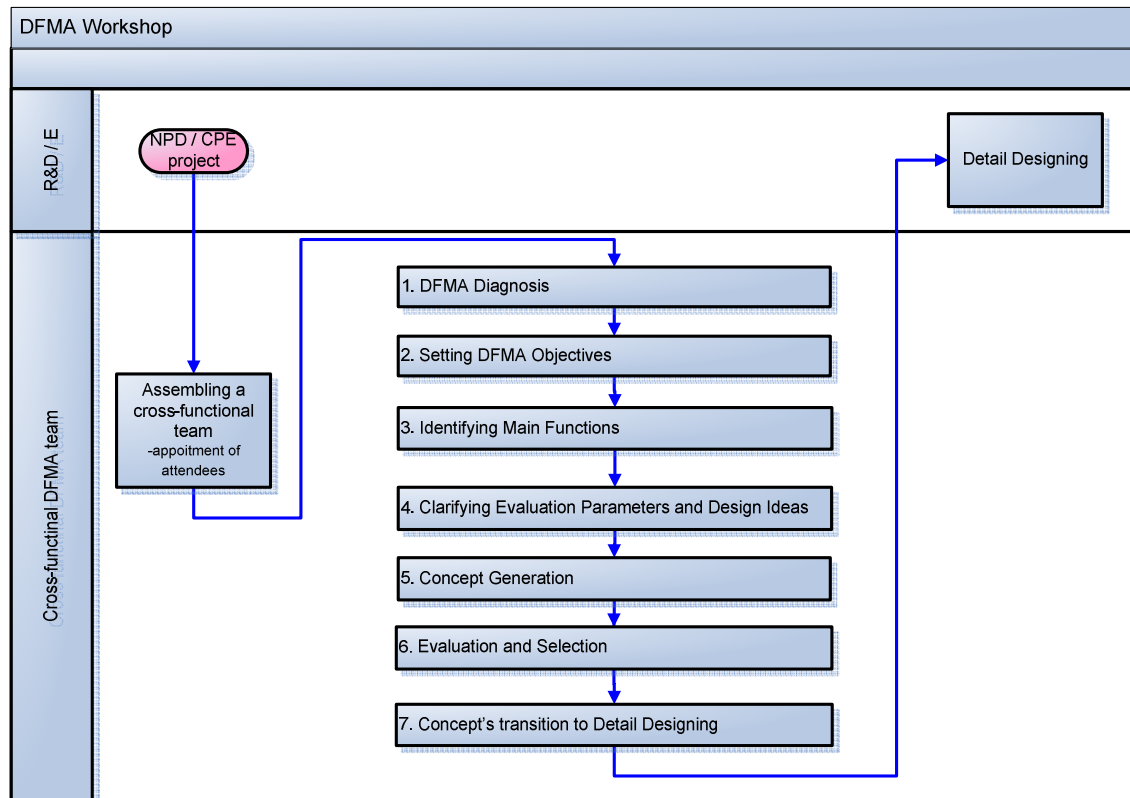 DFMA Workshop
R&D / E
NPD / CPE
project
Detail Designing
Cross-functinal DFMA team
Assembling a
cross-functional
team
-appoitment of
attendees
1. DFMA Diagnosis
2. Setting DFMA Objectives
3. Identifying Main Functions
4. Clarifying Evaluation Parameters and Design Ideas
5. Concept Generation
6. Evaluation and Selection
7. Concept's transition to Detail Designing